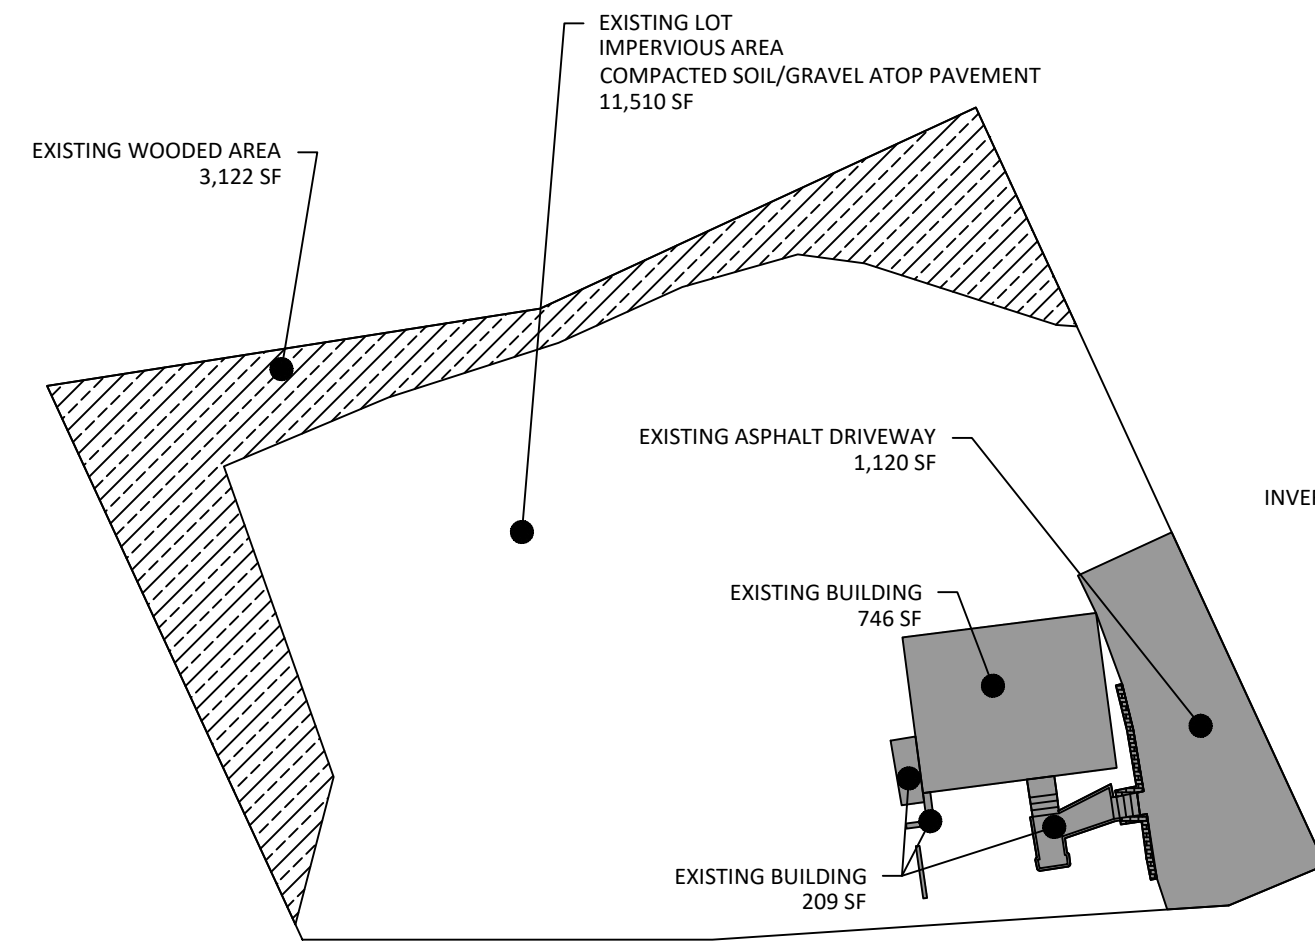 EXISTING LOT
IMPERVIOUS AREA
COMPACTED SOIL/GRAVEL ATOP PAVEMENT
11,510 SF
EXISTING WOODED AREA
3,122 SF
EXISTING ASPHALT DRIVEWAY
1,120 SF
EXISTING BUILDING
746 SF
EXISTING BUILDING
209 SF